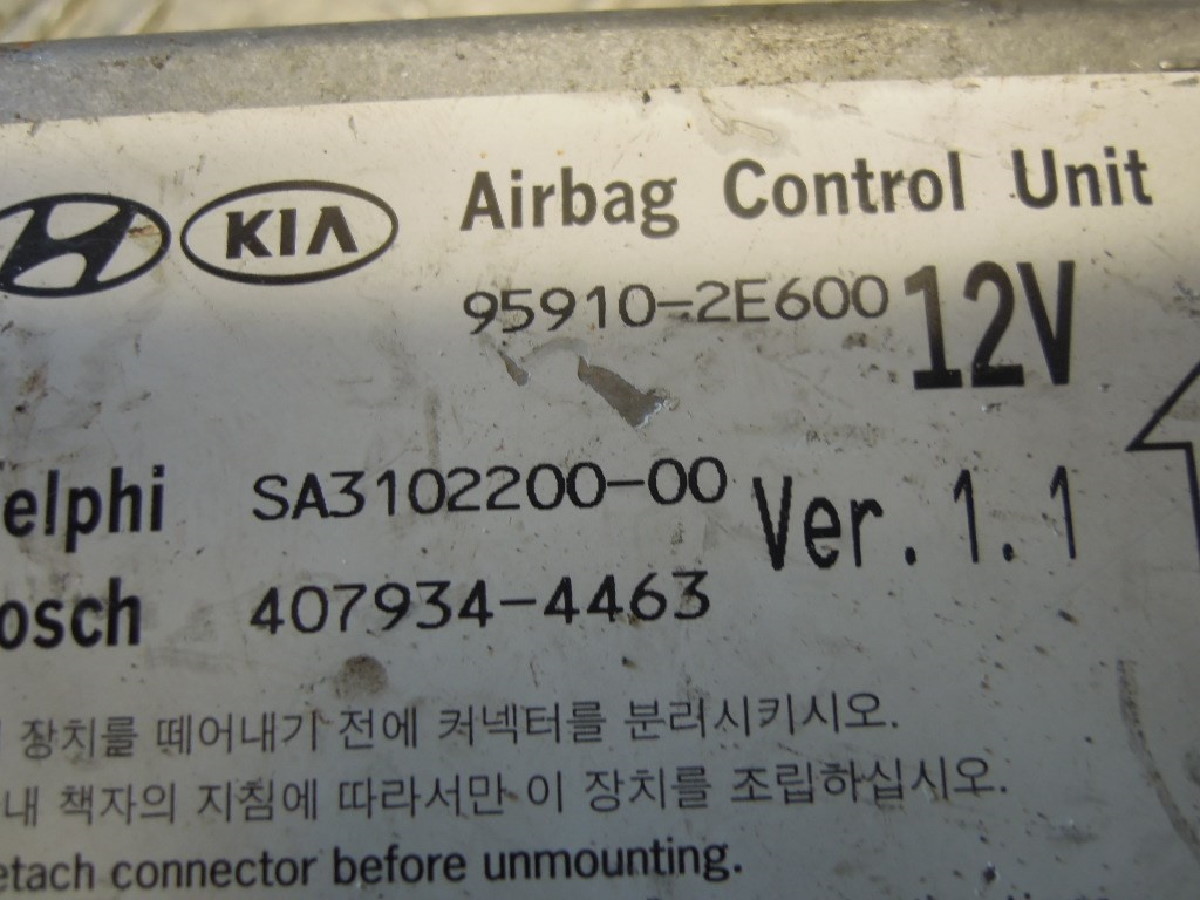 KIA Airbag Control Unit
95910-2E600 12V
elphi SA3102200-00 Ver.1.1
osch 407934-4463
장치를 떼어내기 전에 커넥터를 분리시키시오.
내 책자의 지침에 따라서만 이 장치를 조립하십시오.
etach connector before unmounting.